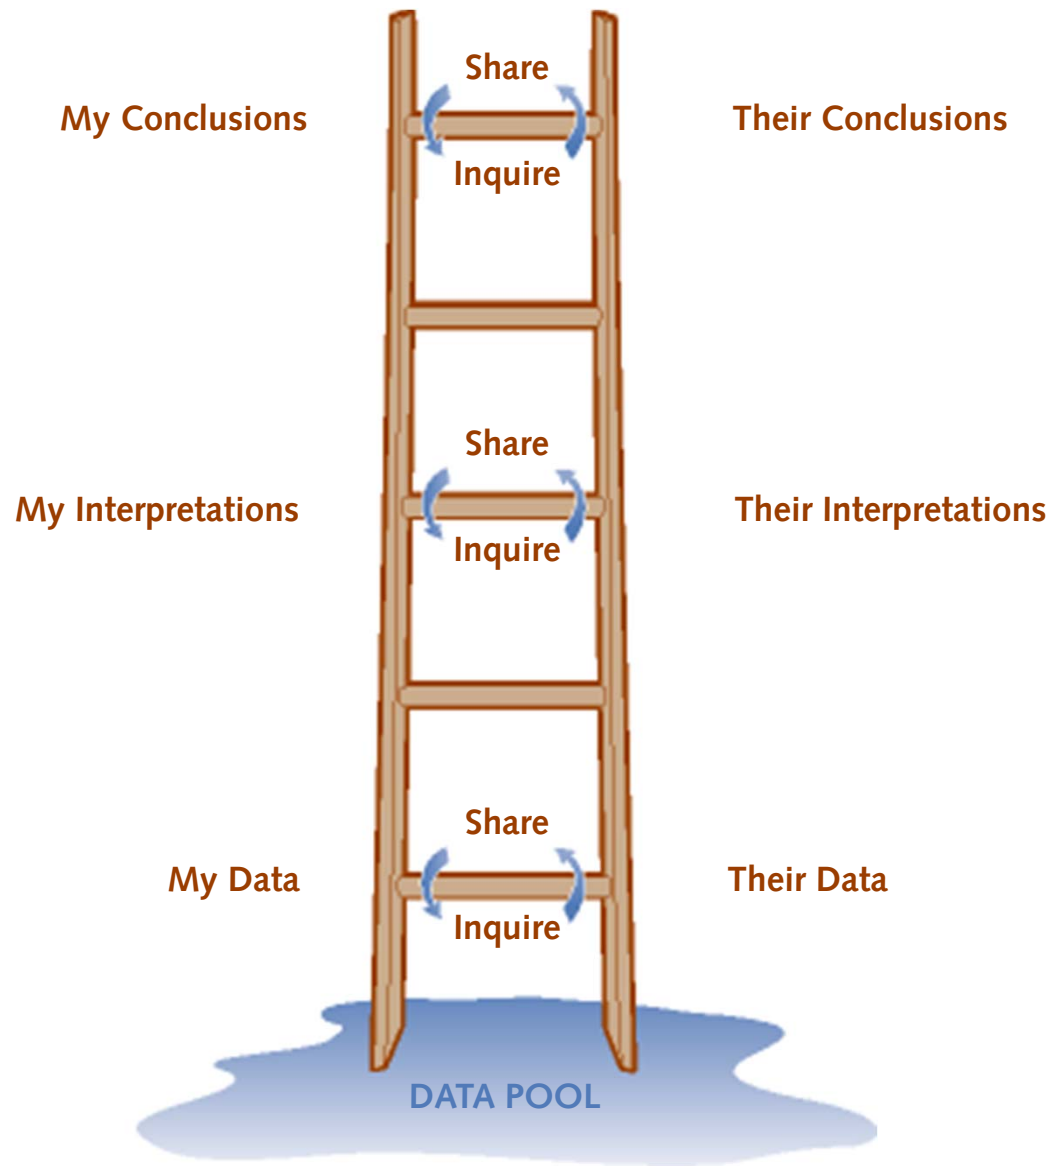 Share
My Conclusions
Their Conclusions
Inquire
Share
My Interpretations
Their Interpretations
Inquire
Share
My Data
Their Data
Inquire
DATA POOL